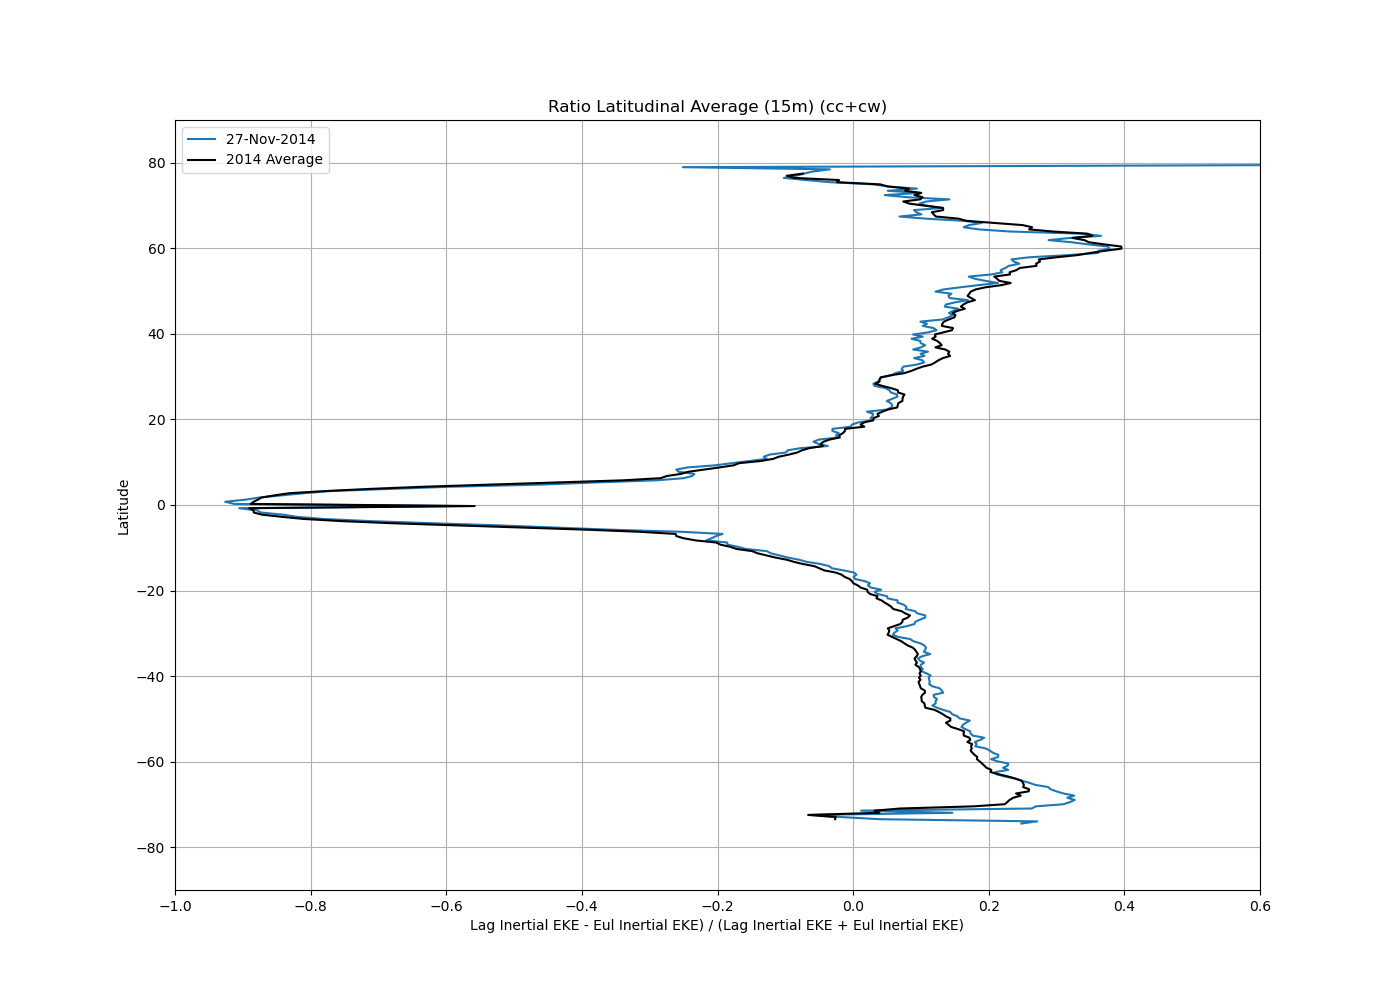 Ratio Latitudinal Average (15m) (cc+cw)
27-Nov-2014
2014 Average
80
60
40
20
0
−20
−40
−60
−80
Latitude
−1.0 −0.8 −0.6 −0.4 −0.2 0.0 0.2 0.4 0.6
Lag Inertial EKE - Eul Inertial EKE) / (Lag Inertial EKE + Eul Inertial EKE)